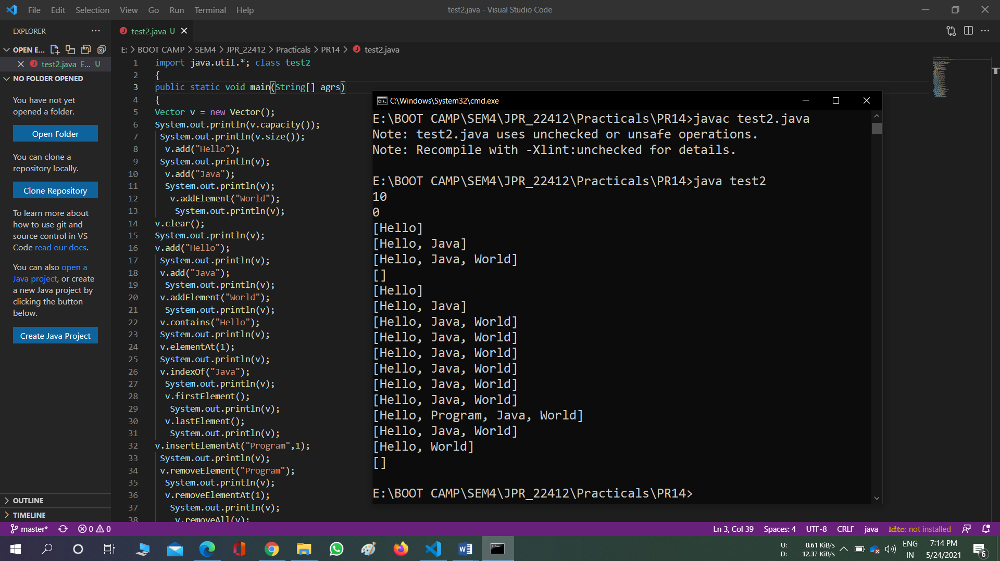 File Edit Selection View Go Run Terminal Help
test2.java - Visual Studio Code
EXPLORER
OPEN E...
test2.java E... U
NO FOLDER OPENED
You have not yet
opened a folder.
Open Folder
You can clone a
repository locally.
Clone Repository
To learn more about
how to use git and
source control in VS
Code read our docs.
You can also open a
Java project, or create
a new Java project by
clicking the button
below.
Create Java Project
OUTLINE
TIMELINE
test2.java U
E: > BOOT CAMP > SEM4 > JPR_22412 > Practicals > PR14 > test2.java
1 import java.util.*; class test2
2 {
3 public static void main(String[] agrs)
4 {
5 Vector v = new Vector();
6 System.out.println(v.capacity());
7 System.out.println(v.size());
8 v.add("Hello");
9 System.out.println(v);
10 v.add("Java");
11 System.out.println(v);
12 v.addElement("World");
13 System.out.println(v);
14 v.clear();
15 System.out.println(v);
16 v.add("Hello");
17 System.out.println(v);
18 v.add("Java");
19 System.out.println(v);
20 v.addElement("World");
21 System.out.println(v);
22 v.contains("Hello");
23 System.out.println(v);
24 v.elementAt(1);
25 System.out.println(v);
26 v.indexOf("Java");
27 System.out.println(v);
28 v.firstElement();
29 System.out.println(v);
30 v.lastElement();
31 System.out.println(v);
32 v.insertElementAt("Program",1);
33 System.out.println(v);
34 v.removeElement("Program");
35 System.out.println(v);
36 v.removeElementAt(1);
37 System.out.println(v);
38 v.removeAll(v);
C:\Windows\System32\cmd.exe
E:\BOOT CAMP\SEM4\JPR_22412\Practicals\PR14>javac test2.java
Note: test2.java uses unchecked or unsafe operations.
Note: Recompile with -Xlint:unchecked for details.
E:\BOOT CAMP\SEM4\JPR_22412\Practicals\PR14>java test2
10
0
[Hello]
[Hello, Java]
[Hello, Java, World]
[]
[Hello]
[Hello, Java]
[Hello, Java, World]
[Hello, Java, World]
[Hello, Java, World]
[Hello, Java, World]
[Hello, Java, World]
[Hello, Java, World]
[Hello, Program, Java, World]
[Hello, Java, World]
[Hello, World]
[]
E:\BOOT CAMP\SEM4\JPR_22412\Practicals\PR14>
master* 0 0
Ln 3, Col 39 Spaces: 4 UTF-8 CRLF java kite: not installed
U: 0.61 KiB/s
D: 12.37 KiB/s
ENG
IN
7:14 PM
5/24/2021
6